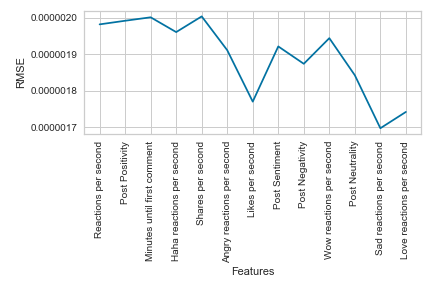 0.0000020
0.0000019
0.0000018
0.0000017
RMSE
Reactions per second
Post Positivity
Minutes until first comment
Haha reactions per second
Shares per second
Angry reactions per second
Likes per second
Post Sentiment
Post Negativity
Wow reactions per second
Post Neutrality
Sad reactions per second
Love reactions per second
Features